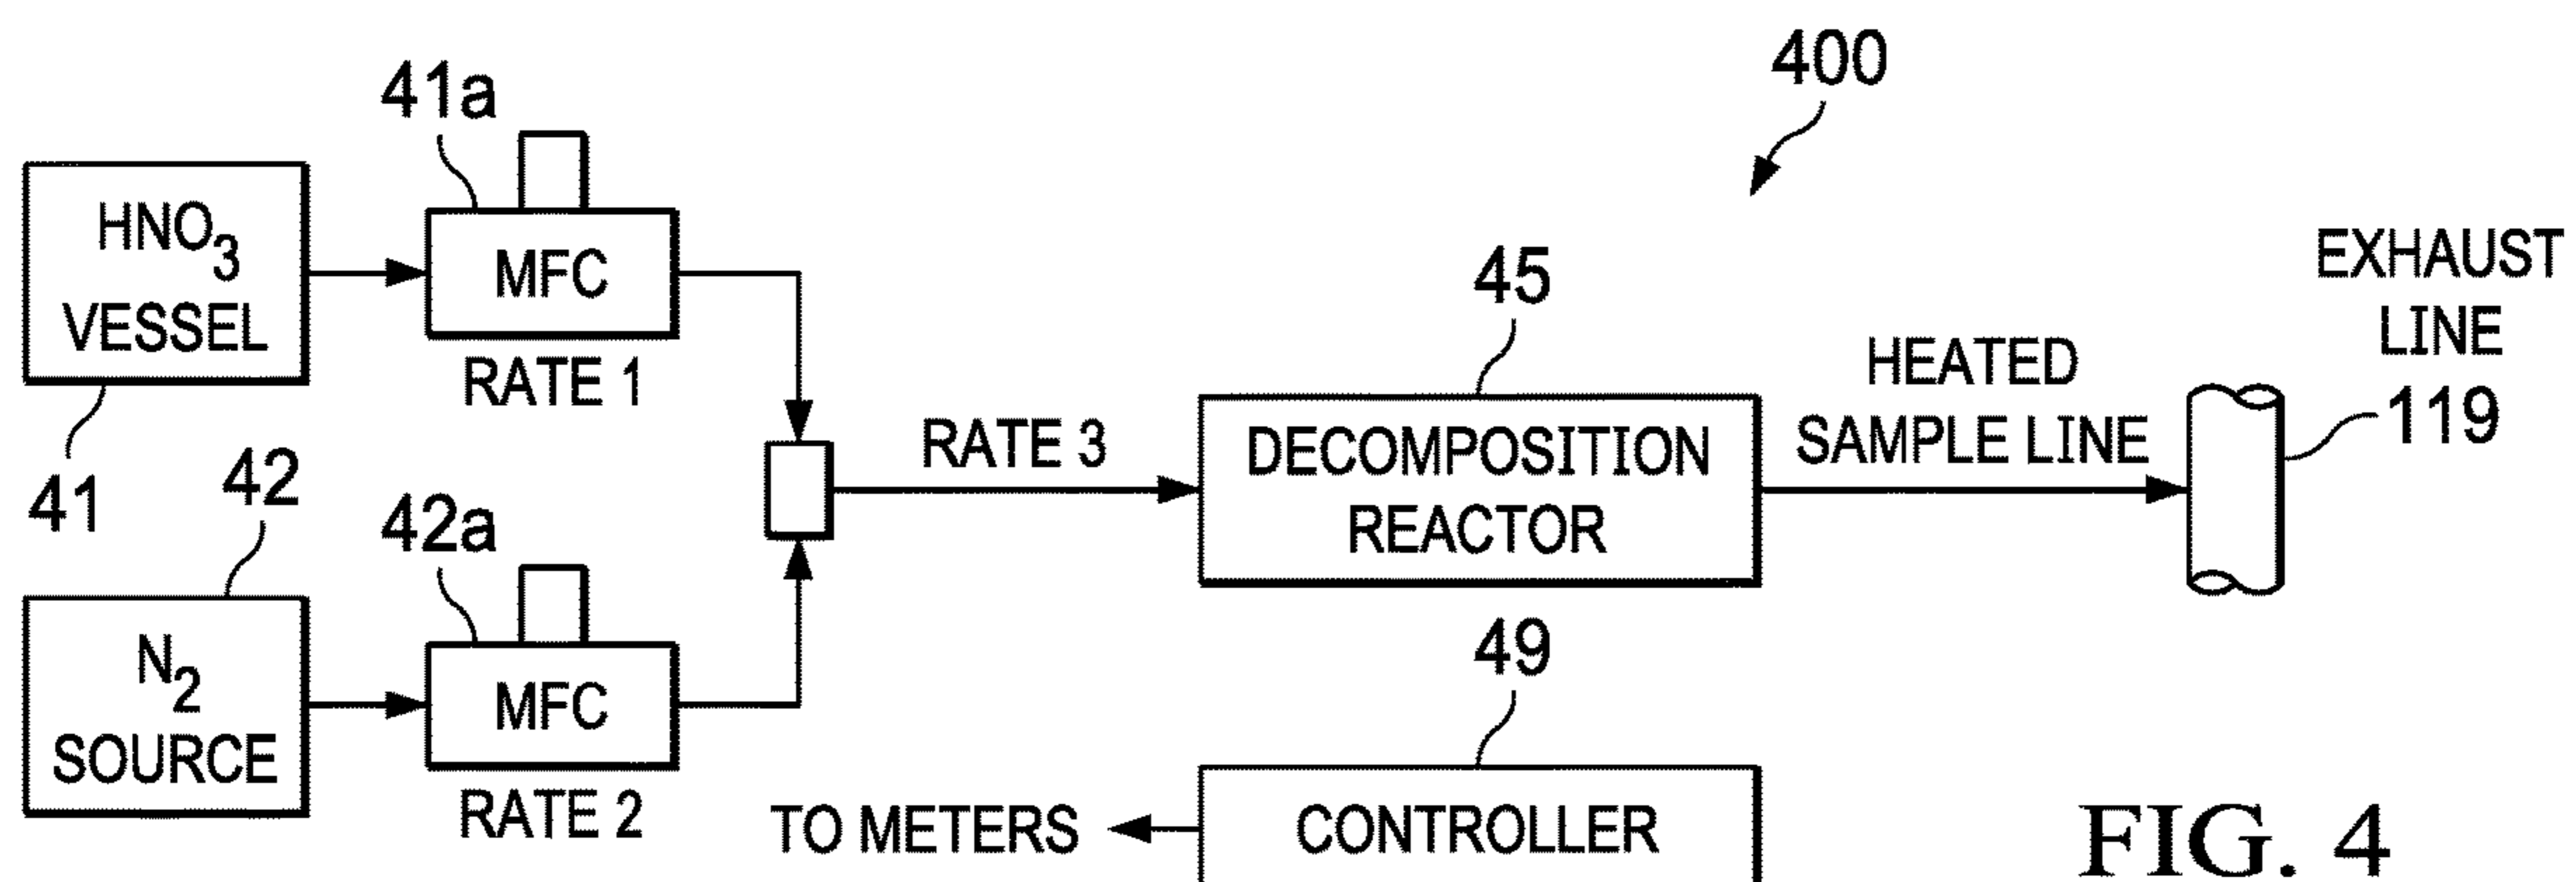 400
41a
HNO3
VESSEL
MFC
RATE 1
41
42
42a
N2
SOURCE
MFC
RATE 2
RATE 3
45
DECOMPOSITION
REACTOR
HEATED
SAMPLE LINE
EXHAUST
LINE
119
49
CONTROLLER
TO METERS
FIG. 4